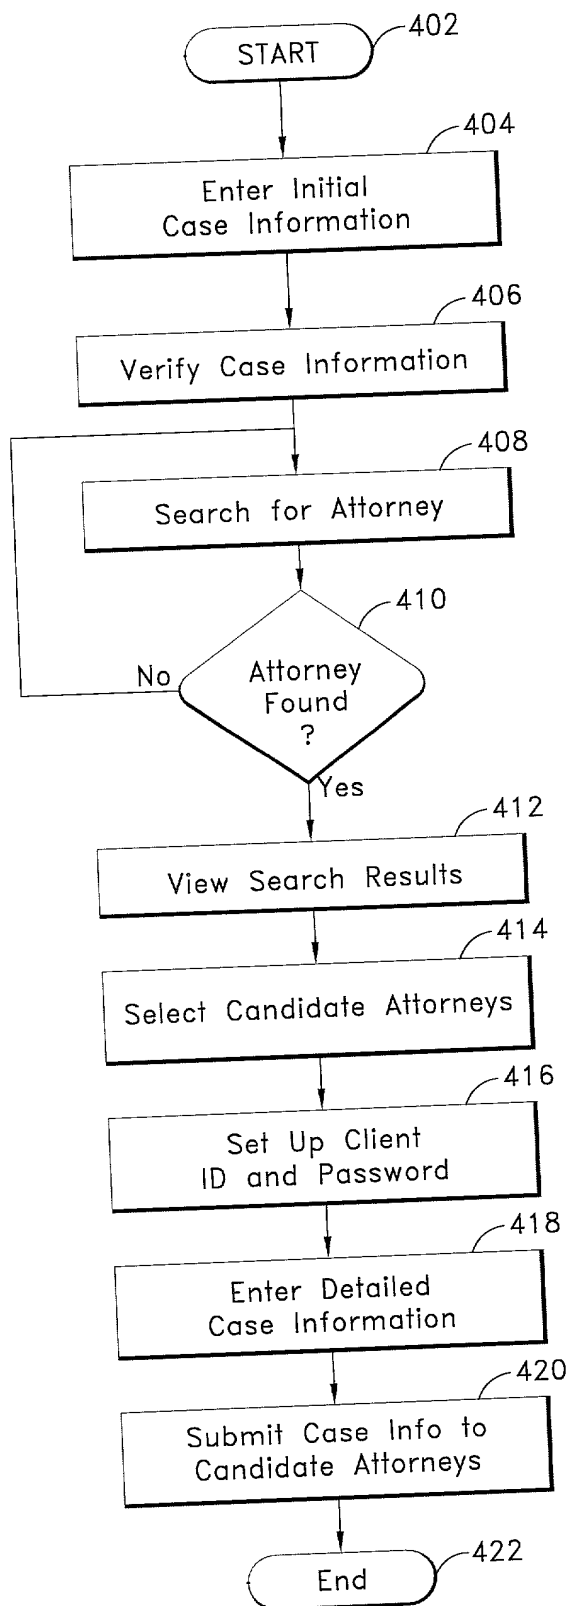 START
402
404
Enter Initial
Case Information
406
Verify Case Information
408
Search for Attorney
410
Attorney
Found
?
No
Yes
412
View Search Results
414
Select Candidate Attorneys
416
Set Up Client
ID and Password
418
Enter Detailed
Case Information
420
Submit Case Info to
Candidate Attorneys
End
422